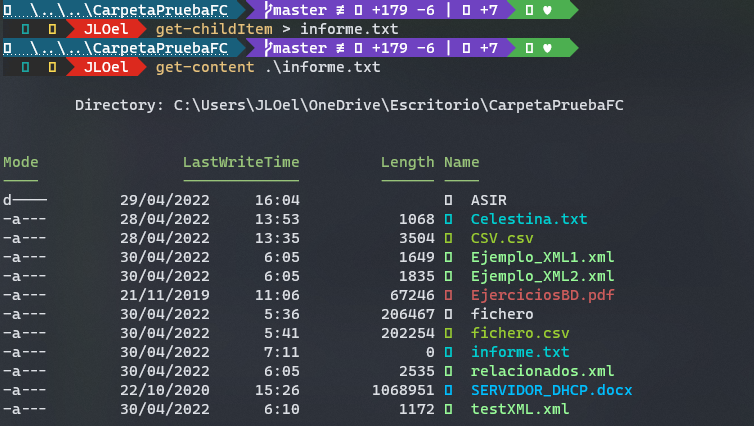 \..\..\CarpetaPruebaFC master ≢ +179 -6 | +7 ♥
JLOel get-childItem > informe.txt
\..\..\CarpetaPruebaFC master ≢ +179 -6 | +7 ♥
JLOel get-content .\informe.txt
Directory: C:\Users\JLOel\OneDrive\Escritorio\CarpetaPruebaFC
Mode LastWriteTime Length Name
──── ───────────── ────── ────
d---- 29/04/2022 16:04 ASIR
-a--- 28/04/2022 13:53 1068 Celestina.txt
-a--- 28/04/2022 13:35 3504 CSV.csv
-a--- 30/04/2022 6:05 1649 Ejemplo_XML1.xml
-a--- 30/04/2022 6:05 1835 Ejemplo_XML2.xml
-a--- 21/11/2019 11:06 67246 EjerciciosBD.pdf
-a--- 30/04/2022 5:36 206467 fichero
-a--- 30/04/2022 5:41 202254 fichero.csv
-a--- 30/04/2022 7:11 0 informe.txt
-a--- 30/04/2022 6:05 2535 relacionados.xml
-a--- 22/10/2020 15:26 1068951 SERVIDOR_DHCP.docx
-a--- 30/04/2022 6:10 1172 testXML.xml